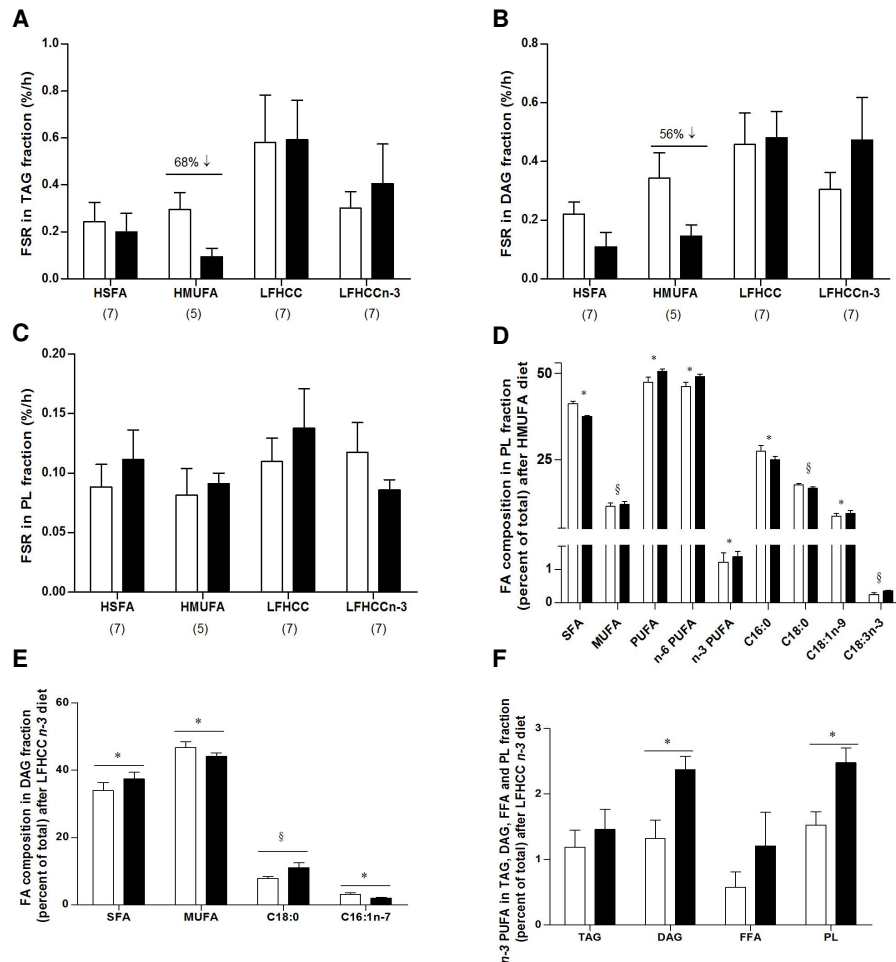 A
FSR in TAG fraction (%/h)
1.0
0.8
0.6
0.4
0.2
0.0
68% ↓
HSFA HMUFA LFHCC LFHCCn-3
(7) (5) (7) (7)
B
FSR in DAG fraction (%/h)
0.8
0.6
0.4
0.2
0.0
56% ↓
HSFA HMUFA LFHCC LFHCCn-3
(7) (5) (7) (7)
C
FSR in PL fraction (%/h)
0.20
0.15
0.10
0.05
0.00
HSFA HMUFA LFHCC LFHCCn-3
(7) (5) (7) (7)
D
FA composition in PL fraction
(percent of total) after HMUFA diet
50
25
1
0
* § * * * * § * §
SFA MUFA PUFA n-6 PUFA n-3 PUFA C16:0 C18:0 C18:1n-9 C18:3n-3
E
FA composition in DAG fraction
(percent of total) after LFHCC n-3 diet
60
40
20
0
* * § *
SFA MUFA C18:0 C16:1n-7
F
n-3 PUFA in TAG, DAG, FFA and PL fraction
(percent of total) after LFHCC n-3 diet
3
2
1
0
* *
TAG DAG FFA PL